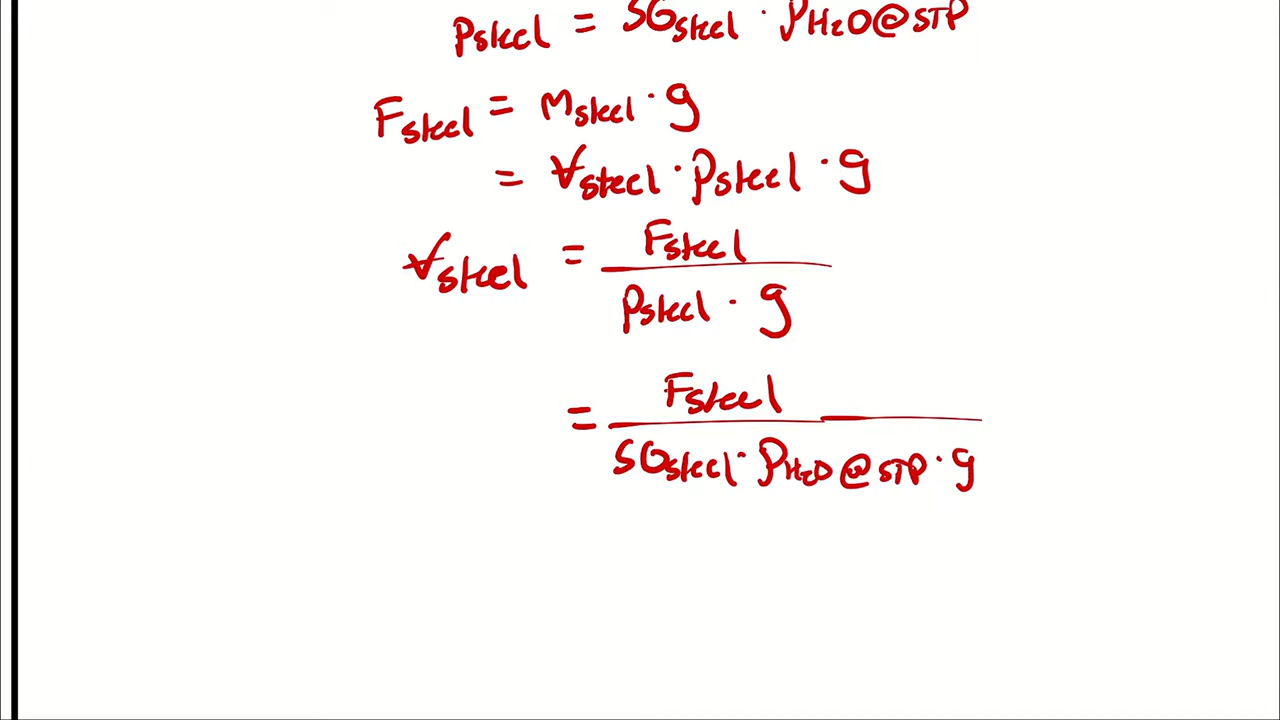 ρsteel = SGsteel · ρH₂O@STP
Fsteel = msteel · g
= V̶steel · ρsteel · g
V̶steel = Fsteel / ρsteel · g
= Fsteel / SGsteel · ρH₂O@STP · g